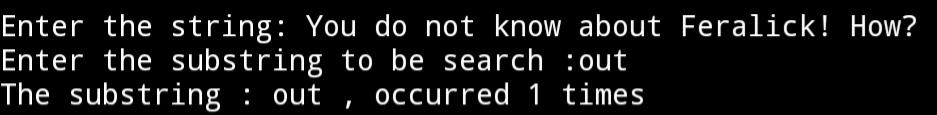 Enter the string: You do not know about Feralick! How?
Enter the substring to be search :out
The substring : out , occurred 1 times